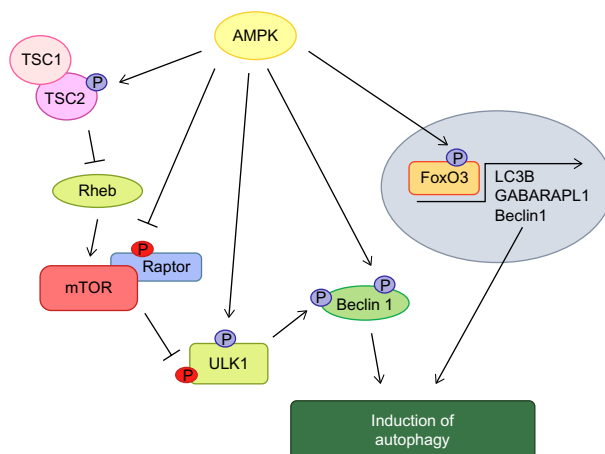 AMPK
TSC1
TSC2
P
P
FoxO3
LC3B
GABARAPL1
Beclin1
Rheb
P
Raptor
mTOR
P
P
Beclin 1
P
P
ULK1
Induction of
autophagy